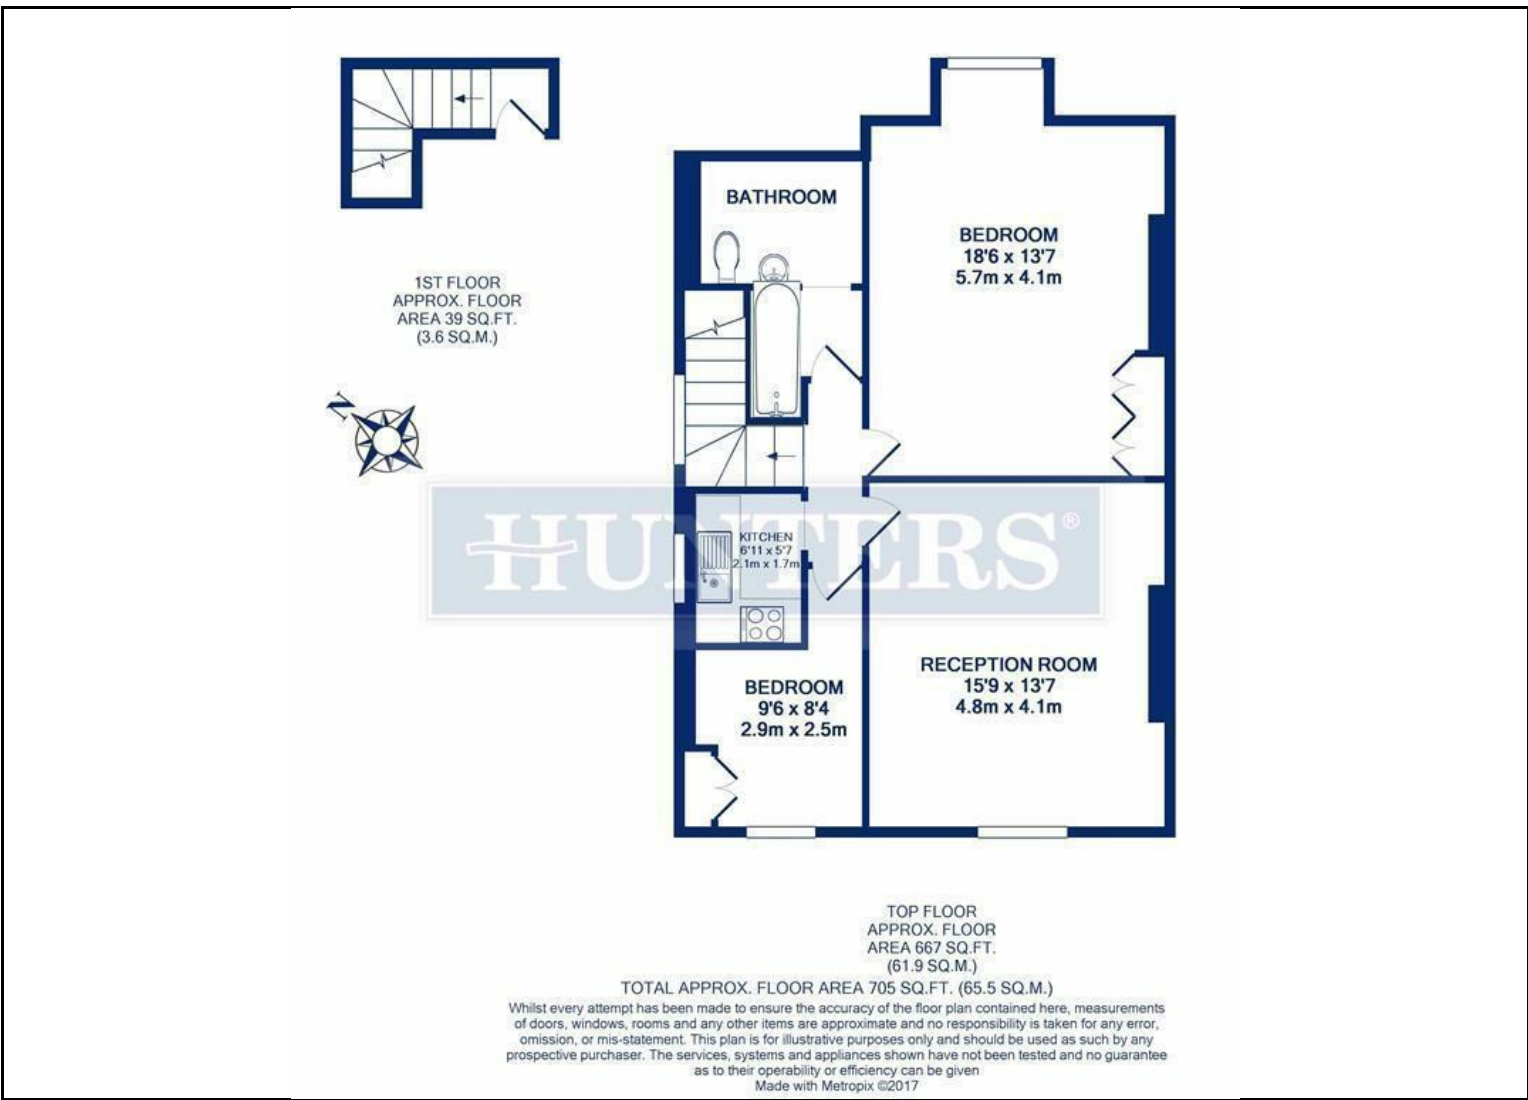 BATHROOM
BEDROOM
18'6 x 13'7
5.7m x 4.1m
1ST FLOOR
APPROX. FLOOR
AREA 39 SQ.FT.
(3.6 SQ.M.)
N
HUNTERS®
KITCHEN
6'11 x 5'7
2.1m x 1.7m
RECEPTION ROOM
15'9 x 13'7
4.8m x 4.1m
BEDROOM
9'6 x 8'4
2.9m x 2.5m
TOP FLOOR
APPROX. FLOOR
AREA 667 SQ.FT.
(61.9 SQ.M.)
TOTAL APPROX. FLOOR AREA 705 SQ.FT. (65.5 SQ.M.)
Whilst every attempt has been made to ensure the accuracy of the floor plan contained here, measurements
of doors, windows, rooms and any other items are approximate and no responsibility is taken for any error,
omission, or mis-statement. This plan is for illustrative purposes only and should be used as such by any
prospective purchaser. The services, systems and appliances shown have not been tested and no guarantee
as to their operability or efficiency can be given
Made with Metropix ©2017